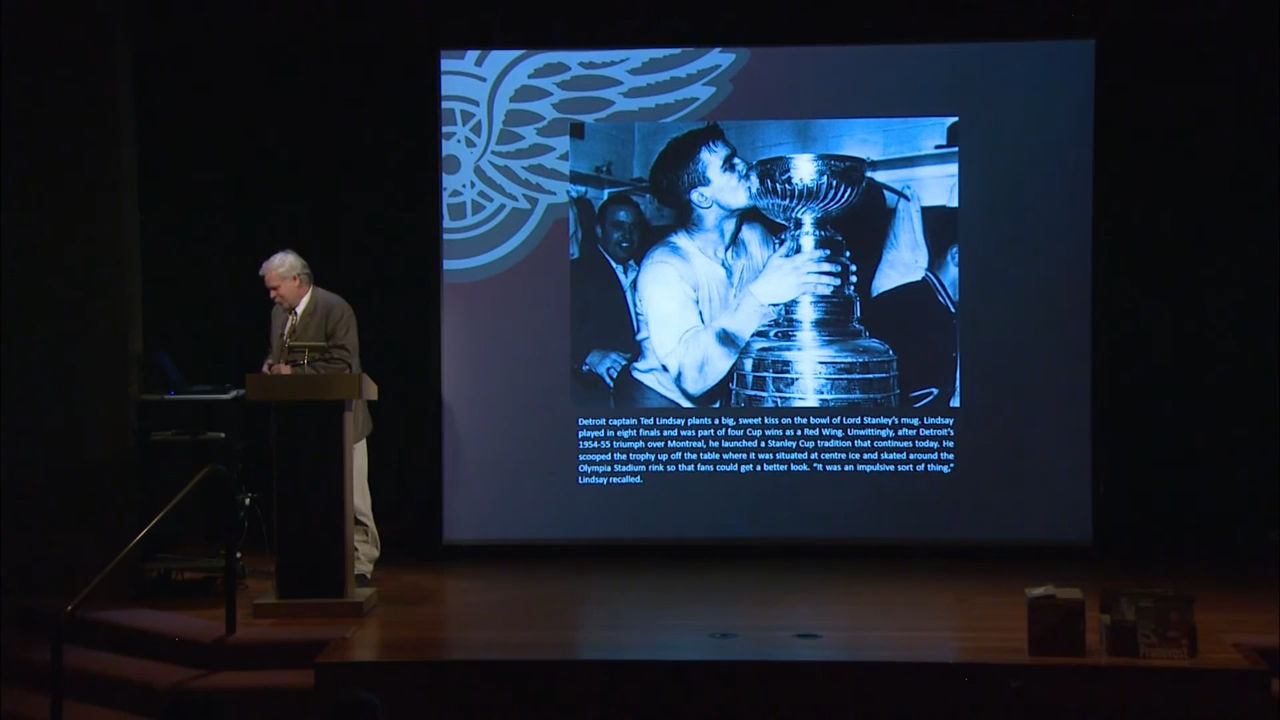 Detroit captain Ted Lindsay plants a big, sweet kiss on the bowl of Lord Stanley's mug. Lindsay
played in eight finals and was part of four Cup wins as a Red Wing. Unwittingly, after Detroit's
1954-55 triumph over Montreal, he launched a Stanley Cup tradition that continues today. He
scooped the trophy up off the table where it was situated at centre ice and skated around the
Olympia Stadium rink so that fans could get a better look. "It was an impulsive sort of thing,"
Lindsay recalled.